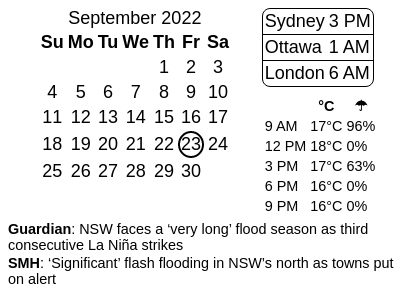 September 2022
Su Mo Tu We Th Fr Sa
1 2 3
4 5 6 7 8 9 10
11 12 13 14 15 16 17
18 19 20 21 22 23 24
25 26 27 28 29 30
Sydney 3 PM
Ottawa 1 AM
London 6 AM
°C ☂
9 AM 17°C 96%
12 PM 18°C 0%
3 PM 17°C 63%
6 PM 16°C 0%
9 PM 16°C 0%
Guardian: NSW faces a ‘very long’ flood season as third
consecutive La Niña strikes
SMH: ‘Significant’ flash flooding in NSW’s north as towns put
on alert